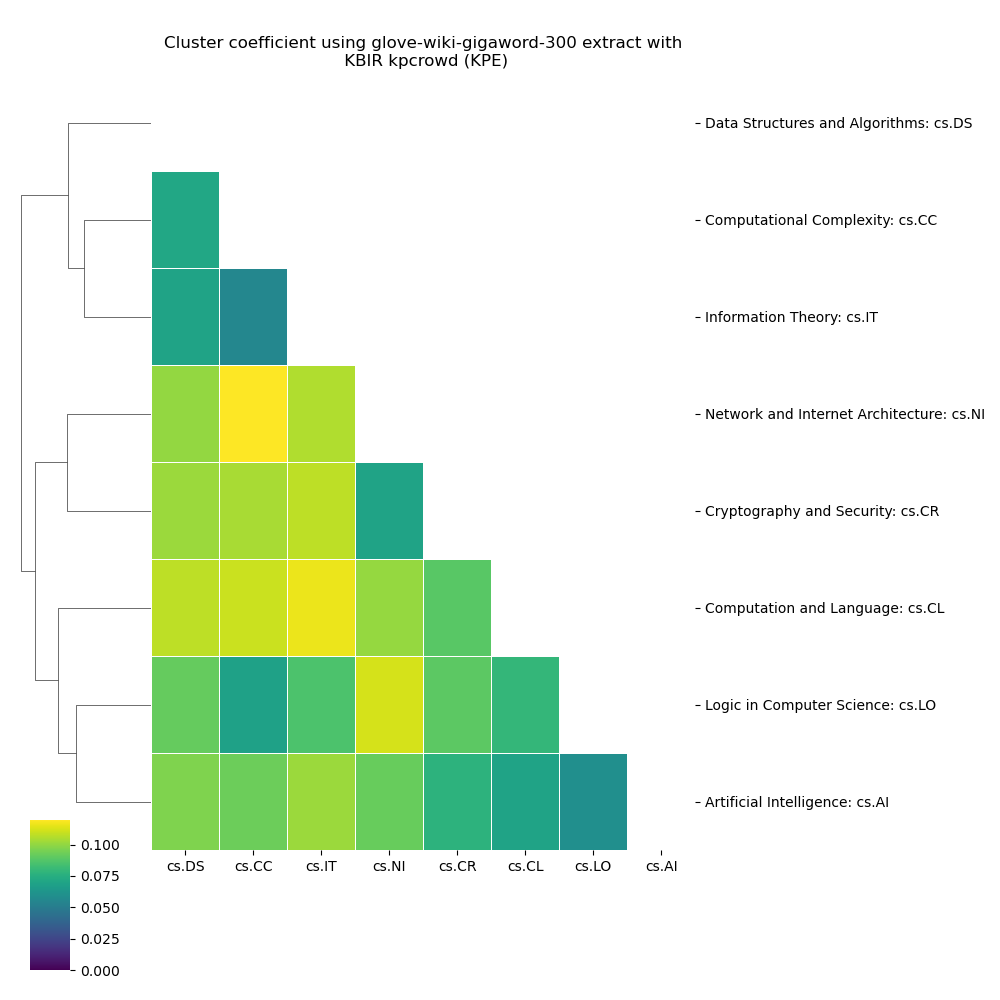 Cluster coefficient using glove-wiki-gigaword-300 extract with
KBIR kpcrowd (KPE)
Data Structures and Algorithms: cs.DS
Computational Complexity: cs.CC
Information Theory: cs.IT
Network and Internet Architecture: cs.NI
Cryptography and Security: cs.CR
Computation and Language: cs.CL
Logic in Computer Science: cs.LO
Artificial Intelligence: cs.AI
cs.DS cs.CC cs.IT cs.NI cs.CR cs.CL cs.LO cs.AI
0.100
0.075
0.050
0.025
0.000